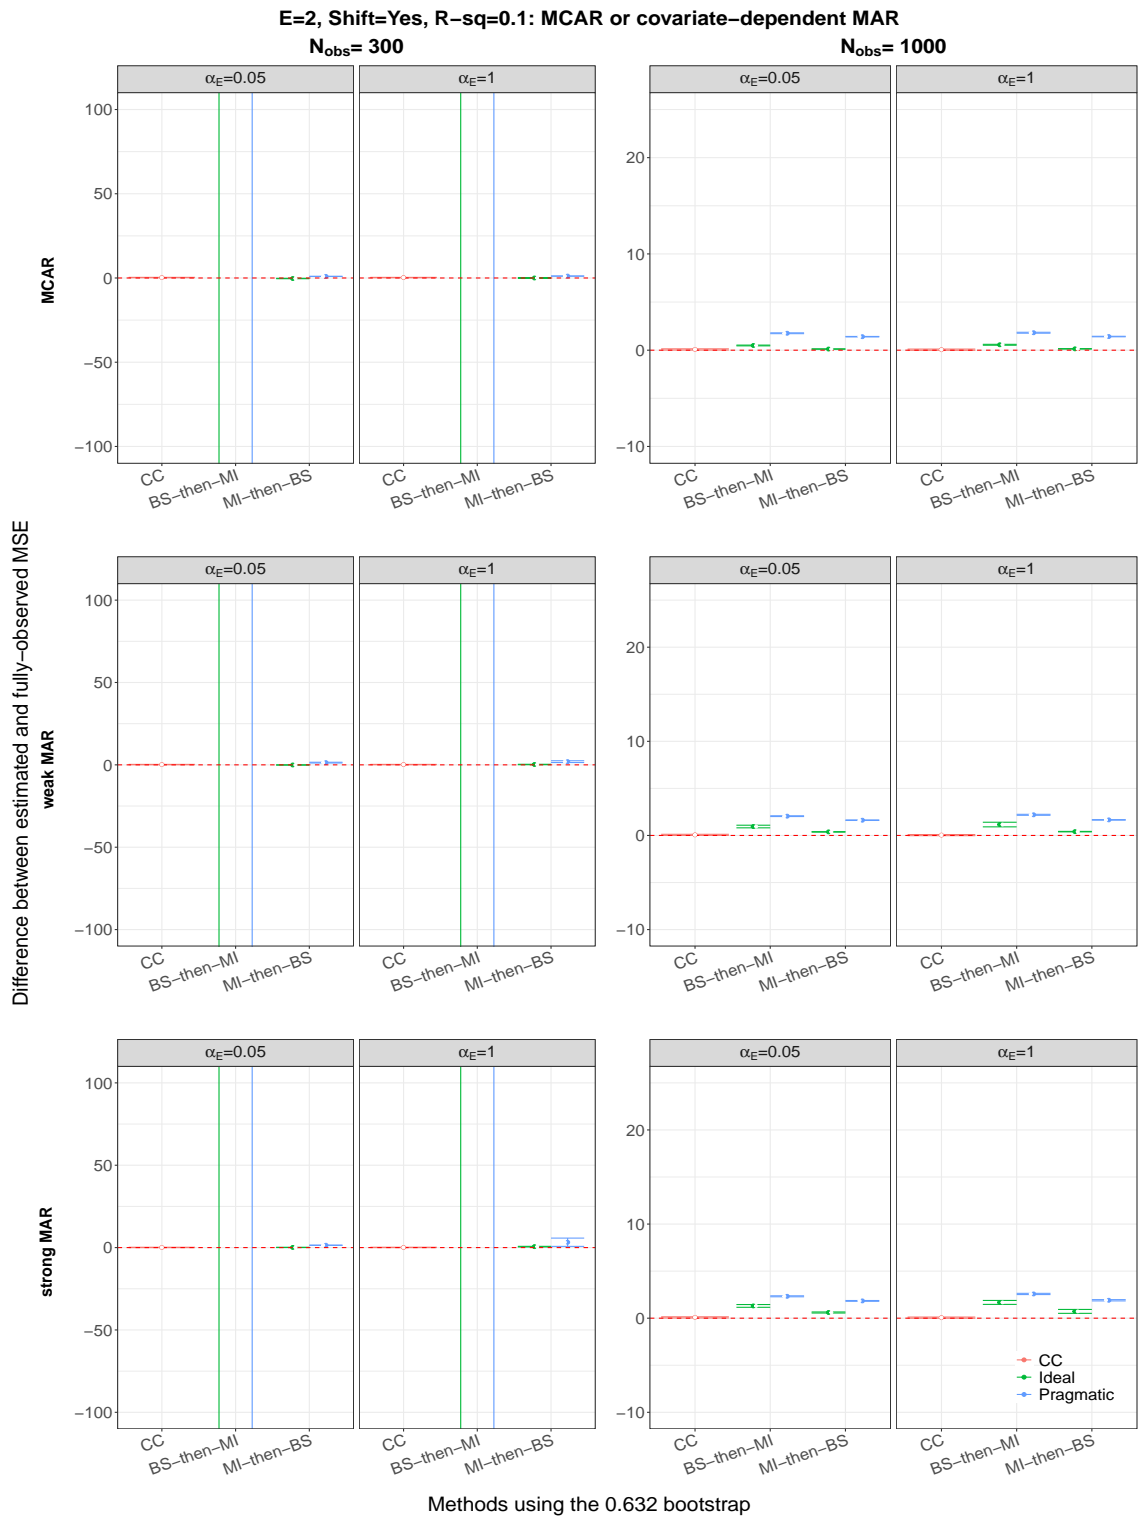 E=2, Shift=Yes, R−sq=0.1: MCAR or covariate−dependent MAR
Nobs= 300
Nobs= 1000
Difference between estimated and fully−observed MSE
MCAR
αE=0.05
αE=1
100
50
0
−50
−100
CC
BS−then−MI
MI−then−BS
CC
BS−then−MI
MI−then−BS
αE=0.05
αE=1
20
10
0
−10
CC
BS−then−MI
MI−then−BS
CC
BS−then−MI
MI−then−BS
weak MAR
αE=0.05
αE=1
100
50
0
−50
−100
CC
BS−then−MI
MI−then−BS
CC
BS−then−MI
MI−then−BS
αE=0.05
αE=1
20
10
0
−10
CC
BS−then−MI
MI−then−BS
CC
BS−then−MI
MI−then−BS
strong MAR
αE=0.05
αE=1
100
50
0
−50
−100
CC
BS−then−MI
MI−then−BS
CC
BS−then−MI
MI−then−BS
αE=0.05
αE=1
20
10
0
−10
CC
Ideal
Pragmatic
CC
BS−then−MI
MI−then−BS
CC
BS−then−MI
MI−then−BS
Methods using the 0.632 bootstrap